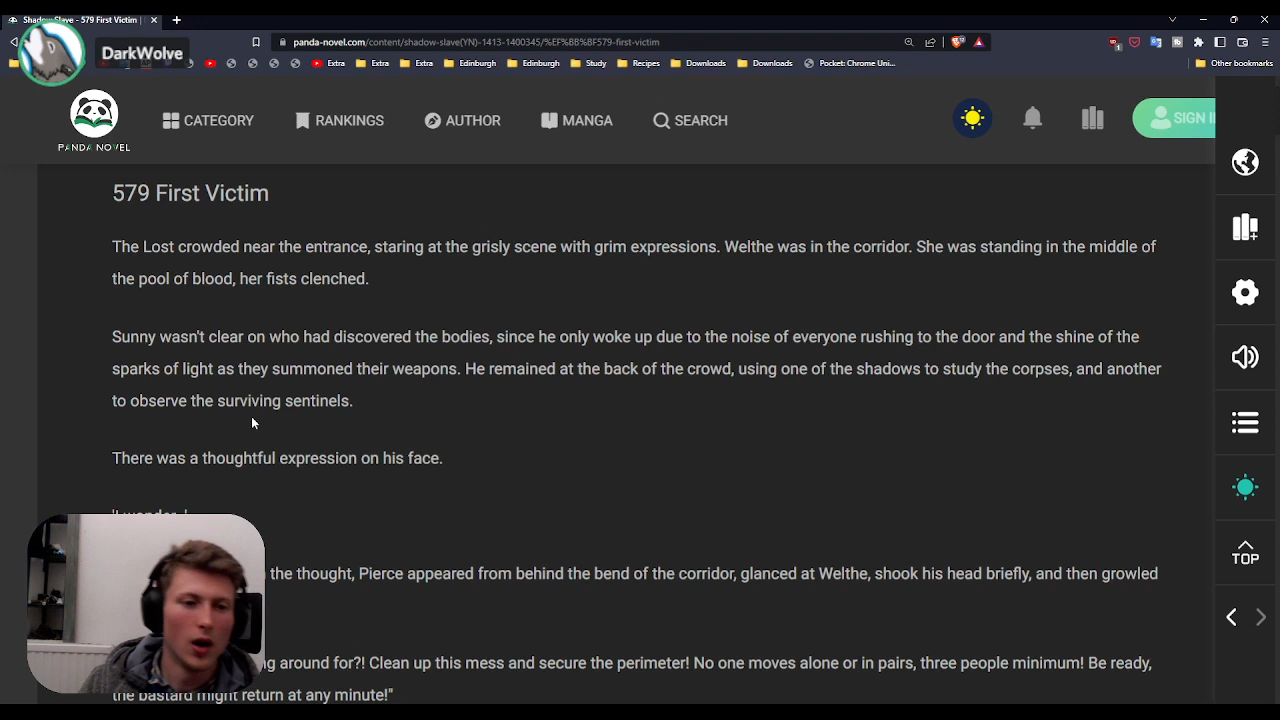 Shadow Slave - 579 First Victim
DarkWolve
panda-novel.com/content/shadow-slave(YN)-1413-1400345/%EF%BB%BF579-first-victim
Extra
Extra
Extra
Edinburgh
Edinburgh
Study
Recipes
Downloads
Downloads
Pocket: Chrome Uni...
Other bookmarks
PANDA NOVEL
CATEGORY
RANKINGS
AUTHOR
MANGA
SEARCH
SIGN I
579 First Victim
The Lost crowded near the entrance, staring at the grisly scene with grim expressions. Welthe was in the corridor. She was standing in the middle of
the pool of blood, her fists clenched.
Sunny wasn't clear on who had discovered the bodies, since he only woke up due to the noise of everyone rushing to the door and the shine of the
sparks of light as they summoned their weapons. He remained at the back of the crowd, using one of the shadows to study the corpses, and another
to observe the surviving sentinels.
There was a thoughtful expression on his face.
'I wonder...'
the thought, Pierce appeared from behind the bend of the corridor, glanced at Welthe, shook his head briefly, and then growled
g around for?! Clean up this mess and secure the perimeter! No one moves alone or in pairs, three people minimum! Be ready,
the bastard might return at any minute!"
TOP